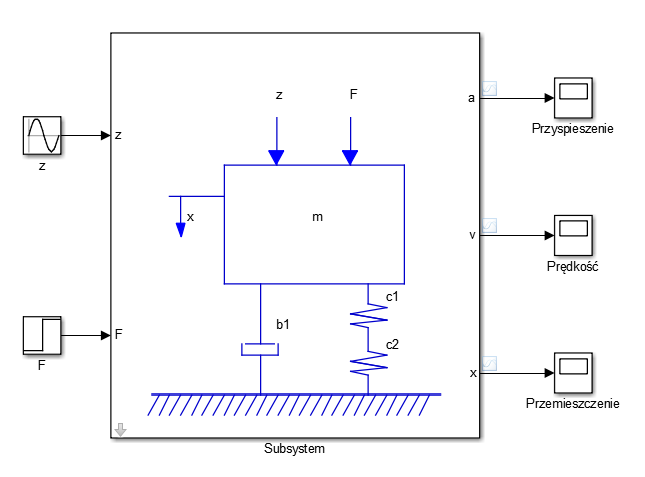 z
F
a
z
Przyspieszenie
z
x
m
v
Prędkość
c1
b1
F
c2
F
x
Przemieszczenie
Subsystem